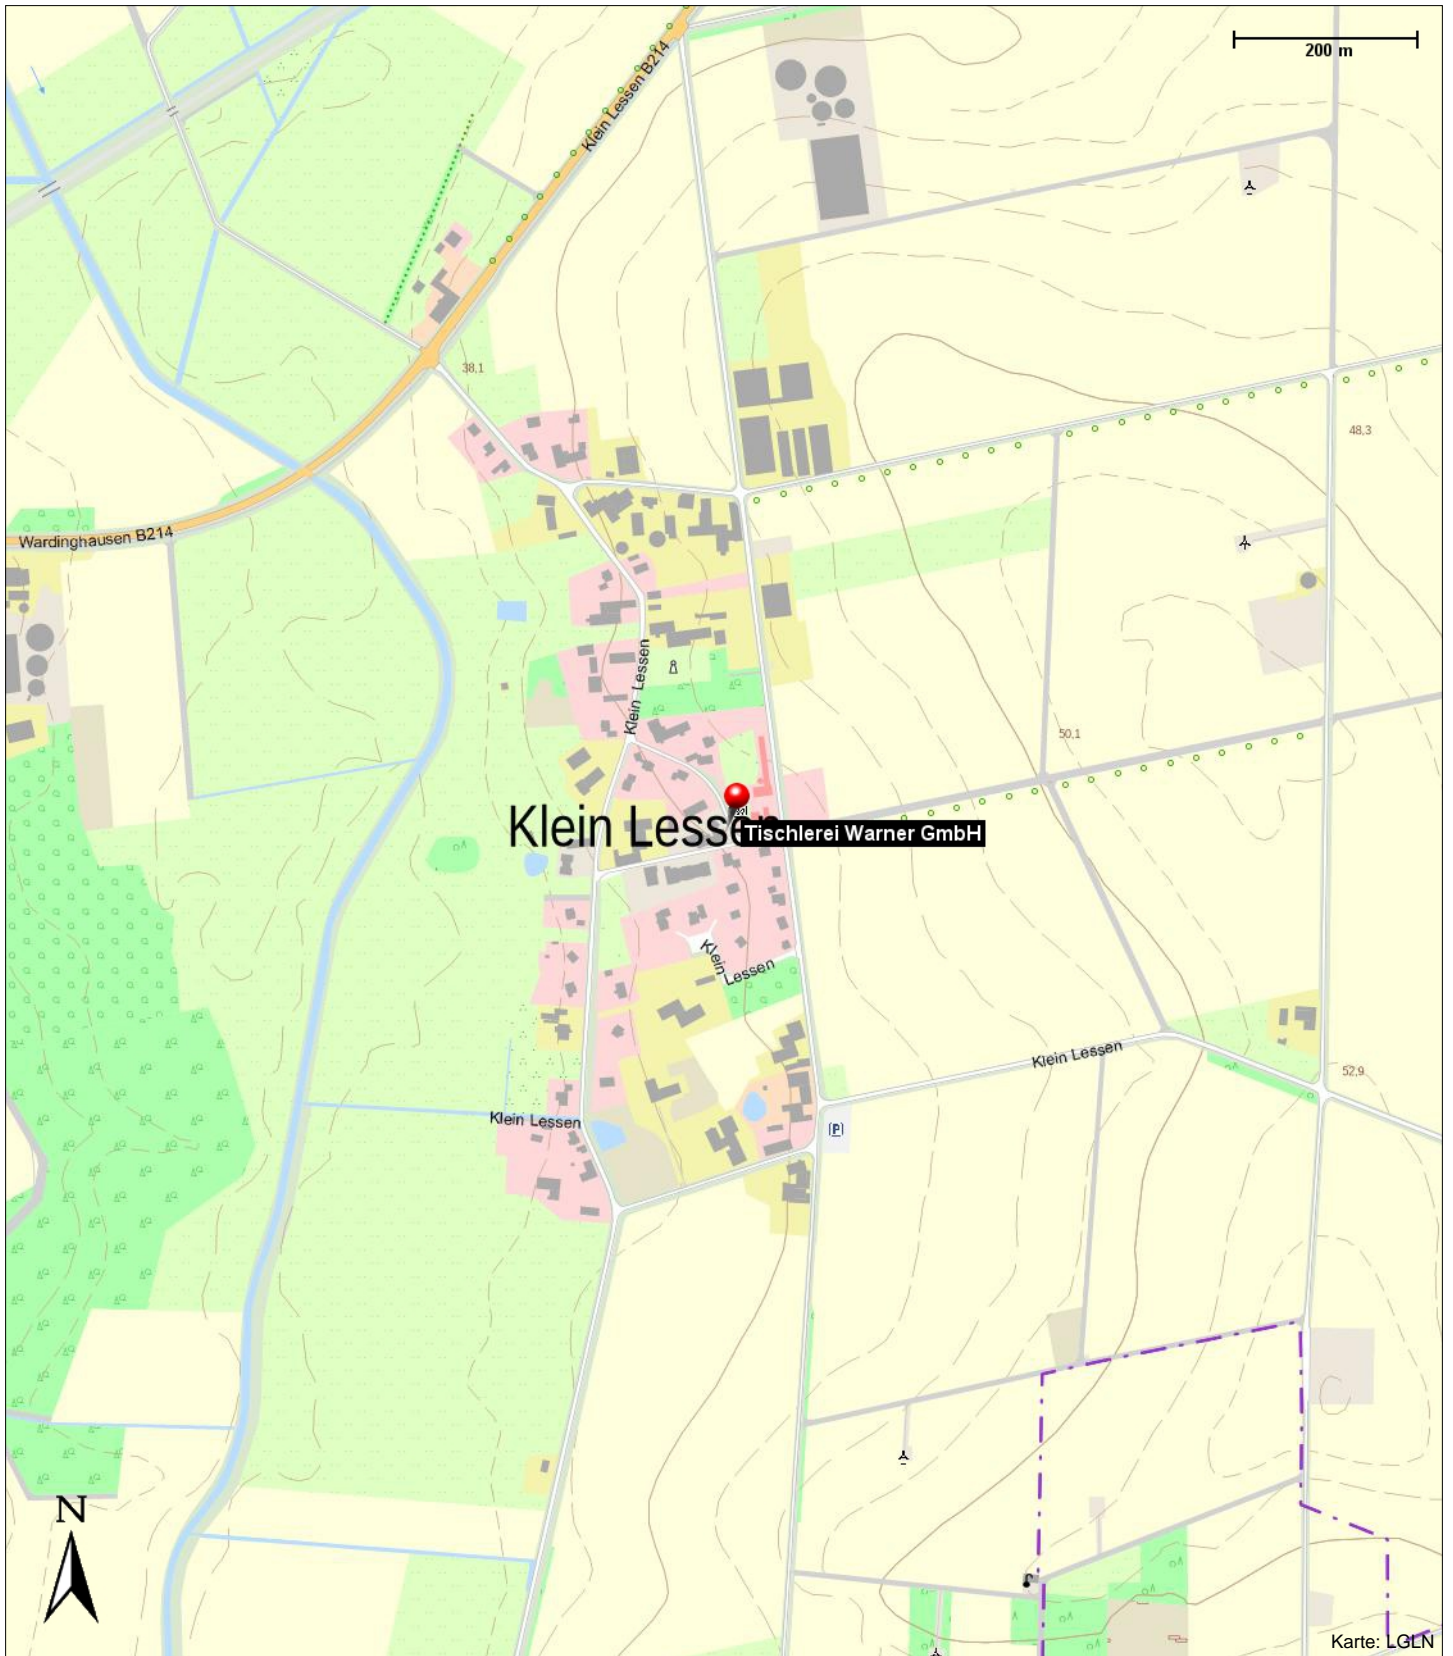 200 m
Klein Lessen B214
38,1
48,3
Wardinghausen B214
Klein Lessen
50,1
Klein Lessen
Tischlerei Warner GmbH
Klein Lessen
Klein Lessen
52,9
Klein Lessen
P
N
Karte: LGLN